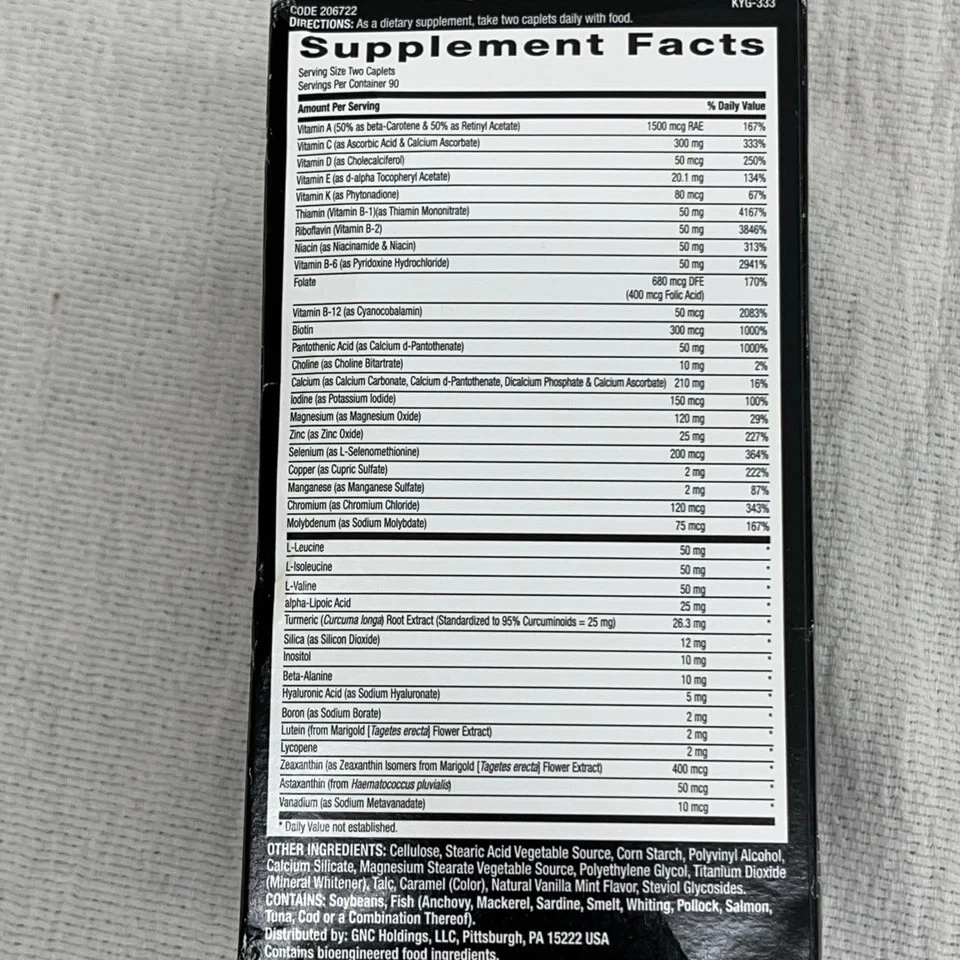 KYG-333
CODE 206722
DIRECTIONS: As a dietary supplement, take two caplets daily with food.
Supplement Facts
Serving Size Two Caplets
Servings Per Container 90
Amount Per Serving % Daily Value
Vitamin A (50% as beta-Carotene & 50% as Retinyl Acetate) 1500 mcg RAE 167%
Vitamin C (as Ascorbic Acid & Calcium Ascorbate) 300 mg 333%
Vitamin D (as Cholecalciferol) 50 mcg 250%
Vitamin E (as d-alpha Tocopheryl Acetate) 20.1 mg 134%
Vitamin K (as Phytonadione) 80 mcg 67%
Thiamin (Vitamin B-1)(as Thiamin Mononitrate) 50 mg 4167%
Riboflavin (Vitamin B-2) 50 mg 3846%
Niacin (as Niacinamide & Niacin) 50 mg 313%
Vitamin B-6 (as Pyridoxine Hydrochloride) 50 mg 2941%
Folate 680 mcg DFE 170%
(400 mcg Folic Acid)
Vitamin B-12 (as Cyanocobalamin) 50 mcg 2083%
Biotin 300 mcg 1000%
Pantothenic Acid (as Calcium d-Pantothenate) 50 mg 1000%
Choline (as Choline Bitartrate) 10 mg 2%
Calcium (as Calcium Carbonate, Calcium d-Pantothenate, Dicalcium Phosphate & Calcium Ascorbate) 210 mg 16%
Iodine (as Potassium Iodide) 150 mcg 100%
Magnesium (as Magnesium Oxide) 120 mg 29%
Zinc (as Zinc Oxide) 25 mg 227%
Selenium (as L-Selenomethionine) 200 mcg 364%
Copper (as Cupric Sulfate) 2 mg 222%
Manganese (as Manganese Sulfate) 2 mg 87%
Chromium (as Chromium Chloride) 120 mcg 343%
Molybdenum (as Sodium Molybdate) 75 mcg 167%
L-Leucine 50 mg *
L-Isoleucine 50 mg *
L-Valine 50 mg *
alpha-Lipoic Acid 25 mg *
Turmeric (Curcuma longa) Root Extract (Standardized to 95% Curcuminoids = 25 mg) 26.3 mg *
Silica (as Silicon Dioxide) 12 mg *
Inositol 10 mg *
Beta-Alanine 10 mg *
Hyaluronic Acid (as Sodium Hyaluronate) 5 mg *
Boron (as Sodium Borate) 2 mg *
Lutein (from Marigold [Tagetes erecta] Flower Extract) 2 mg *
Lycopene 2 mg *
Zeaxanthin (as Zeaxanthin Isomers from Marigold [Tagetes erecta] Flower Extract) 400 mcg *
Astaxanthin (from Haematococcus pluvialis) 50 mcg *
Vanadium (as Sodium Metavanadate) 10 mcg *
* Daily Value not established.
OTHER INGREDIENTS: Cellulose, Stearic Acid Vegetable Source, Corn Starch, Polyvinyl Alcohol,
Calcium Silicate, Magnesium Stearate Vegetable Source, Polyethylene Glycol, Titanium Dioxide
(Mineral Whitener), Talc, Caramel (Color), Natural Vanilla Mint Flavor, Steviol Glycosides.
CONTAINS: Soybeans, Fish (Anchovy, Mackerel, Sardine, Smelt, Whiting, Pollock, Salmon,
Tuna, Cod or a Combination Thereof).
Distributed by: GNC Holdings, LLC, Pittsburgh, PA 15222 USA
Contains bioengineered food ingredients.